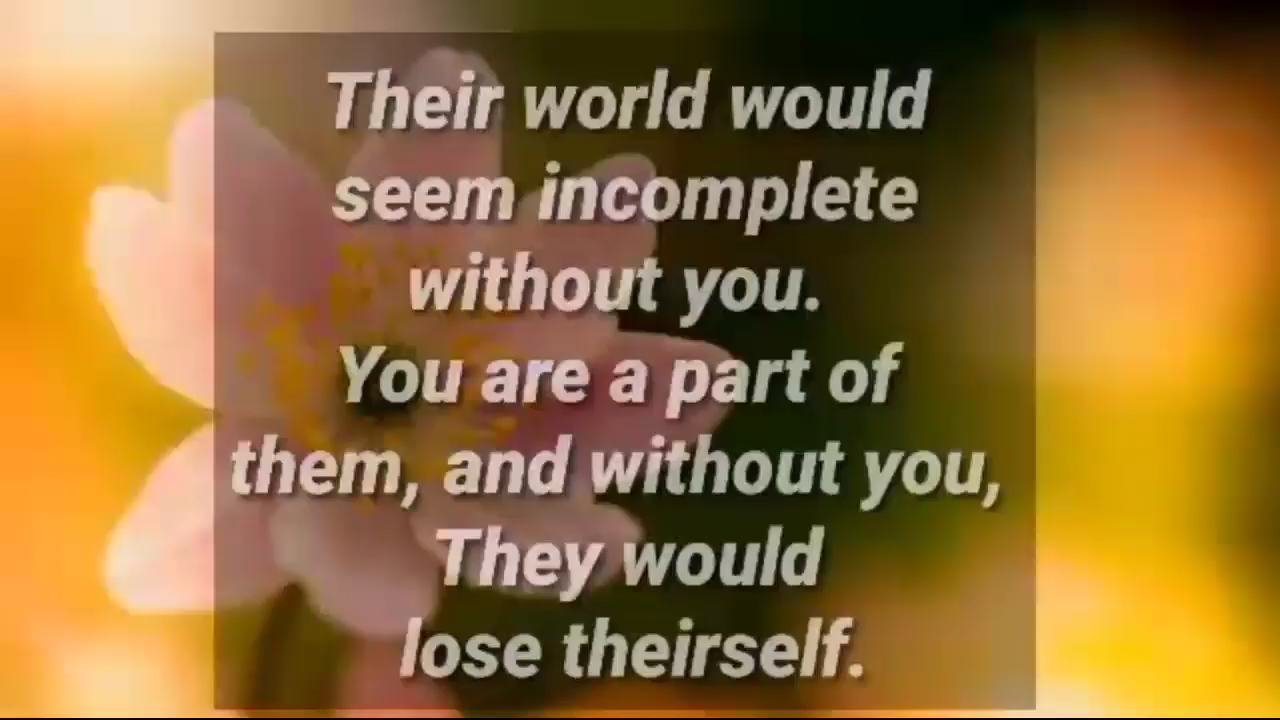 Their world would
seem incomplete
without you.
You are a part of
them, and without you,
They would
lose theirself.